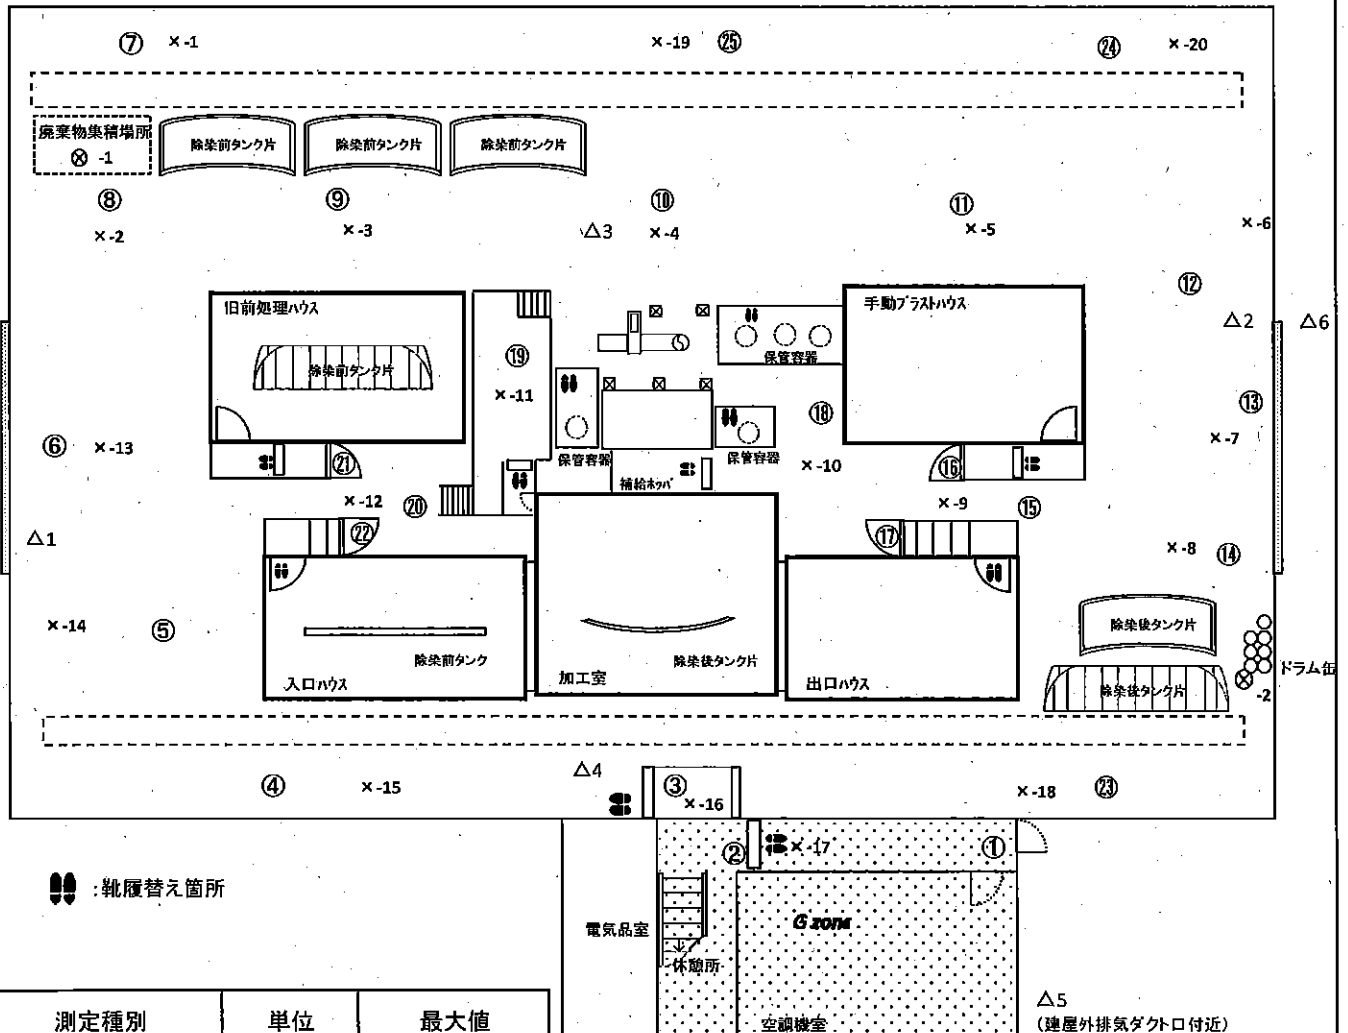 ⑦ ×-1 ×-19 ㉕ ㉔ ×-20
廃棄物集積場所
⊗ -1
除染前タンク片 除染前タンク片 除染前タンク片
⑧ ⑨ ⑩ ⑪
×-2 ×-3 △3 ×-4 ×-5 ×-6
⑫
旧前処理ハウス 手動ブラストハウス
△2 △6
除染前タンク片
⑲ 保管容器
×-11 ⑱ ⑬
⑥ ×-13 ×-7
㉑ 保管容器 保管容器 ×-10 ⑯
補給ホッパ
×-12 ⑳ ×-9 ⑮
△1 ㉒ ⑰ ×-8 ⑭
×-14 ⑤ 除染後タンク片
除染前タンク 除染後タンク片 ドラム缶
入口ハウス 加工室 出口ハウス 除染後タンク片 ⊗ -2
④ ×-15 △4 ③ ×-16 ×-18 ㉓
② ×-17 ①
:靴履替え箇所
電気品室 G zone
休憩所
測定種別 単位 最大値
空調機室
△5
(建屋外排気ダクト口付近)